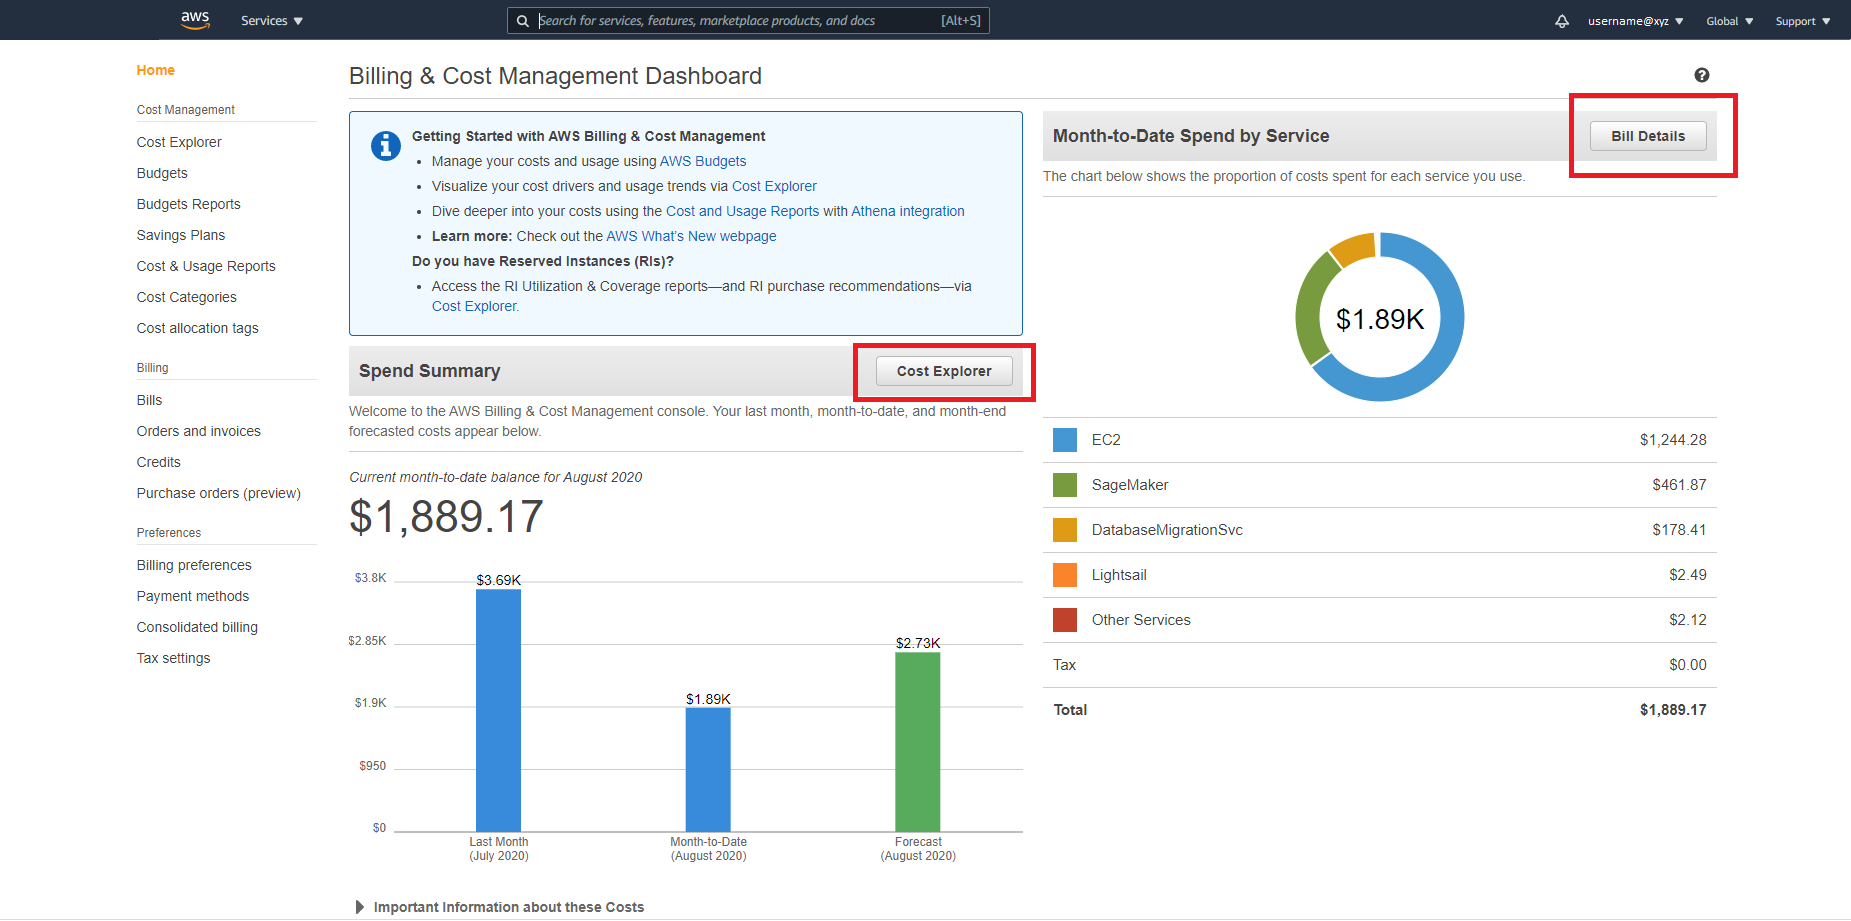 aws
Services
Search for services, features, marketplace products, and docs
[Alt+S]
username@xyz
Global
Support
Home
Cost Management
Cost Explorer
Budgets
Budgets Reports
Savings Plans
Cost & Usage Reports
Cost Categories
Cost allocation tags
Billing
Bills
Orders and invoices
Credits
Purchase orders (preview)
Preferences
Billing preferences
Payment methods
Consolidated billing
Tax settings
Billing & Cost Management Dashboard
?
Getting Started with AWS Billing & Cost Management
• Manage your costs and usage using AWS Budgets
• Visualize your cost drivers and usage trends via Cost Explorer
• Dive deeper into your costs using the Cost and Usage Reports with Athena integration
• Learn more: Check out the AWS What's New webpage
Do you have Reserved Instances (RIs)?
• Access the RI Utilization & Coverage reports—and RI purchase recommendations—via
Cost Explorer.
Spend Summary
Cost Explorer
Welcome to the AWS Billing & Cost Management console. Your last month, month-to-date, and month-end
forecasted costs appear below.
Current month-to-date balance for August 2020
$1,889.17
$3.8K
$2.85K
$1.9K
$950
$0
$3.69K
$1.89K
$2.73K
Last Month
(July 2020)
Month-to-Date
(August 2020)
Forecast
(August 2020)
Important Information about these Costs
Month-to-Date Spend by Service
Bill Details
The chart below shows the proportion of costs spent for each service you use.
$1.89K
EC2 $1,244.28
SageMaker $461.87
DatabaseMigrationSvc $178.41
Lightsail $2.49
Other Services $2.12
Tax $0.00
Total $1,889.17